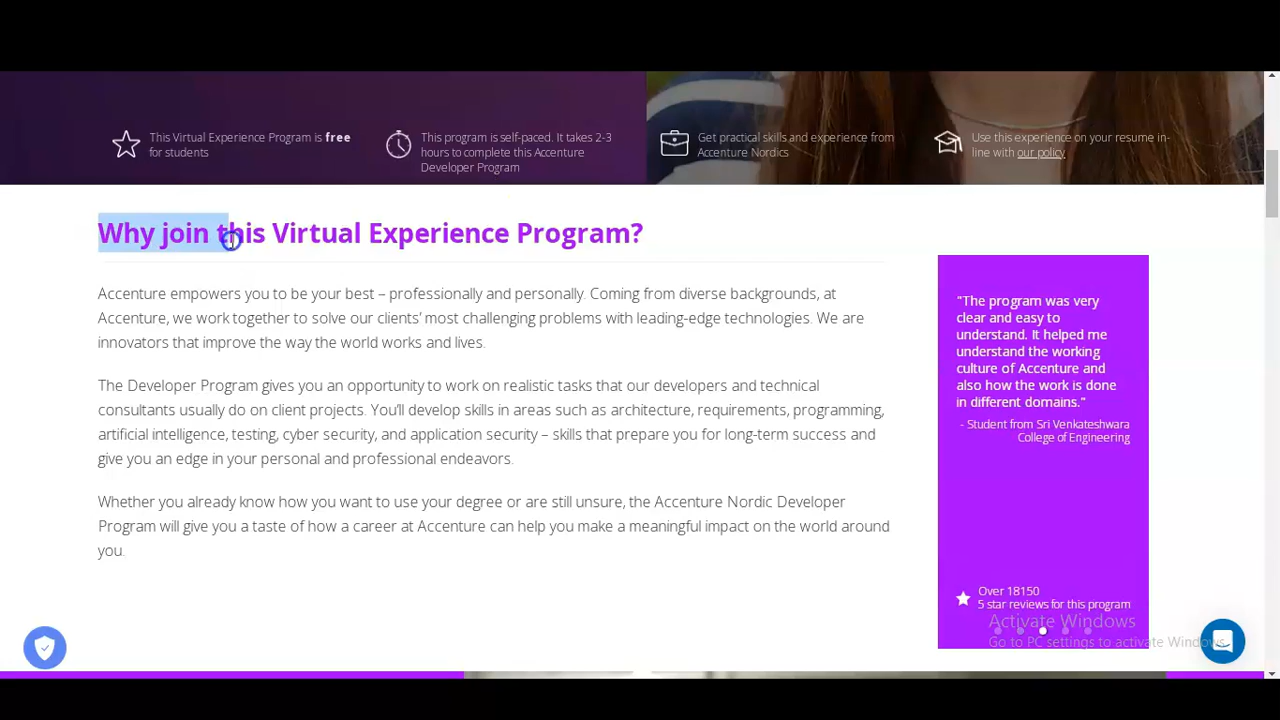 This Virtual Experience Program is free
for students
This program is self-paced. It takes 2-3
hours to complete this Accenture
Developer Program
Get practical skills and experience from
Accenture Nordics
Use this experience on your resume in-
line with our policy
Why join this Virtual Experience Program?
Accenture empowers you to be your best – professionally and personally. Coming from diverse backgrounds, at
Accenture, we work together to solve our clients’ most challenging problems with leading-edge technologies. We are
innovators that improve the way the world works and lives.
The Developer Program gives you an opportunity to work on realistic tasks that our developers and technical
consultants usually do on client projects. You’ll develop skills in areas such as architecture, requirements, programming,
artificial intelligence, testing, cyber security, and application security – skills that prepare you for long-term success and
give you an edge in your personal and professional endeavors.
Whether you already know how you want to use your degree or are still unsure, the Accenture Nordic Developer
Program will give you a taste of how a career at Accenture can help you make a meaningful impact on the world around
you.
"The program was very
clear and easy to
understand. It helped me
understand the working
culture of Accenture and
also how the work is done
in different domains."
- Student from Sri Venkateshwara
College of Engineering
Over 18150
5 star reviews for this program
Activate Windows
Go to PC settings to activate Windows.